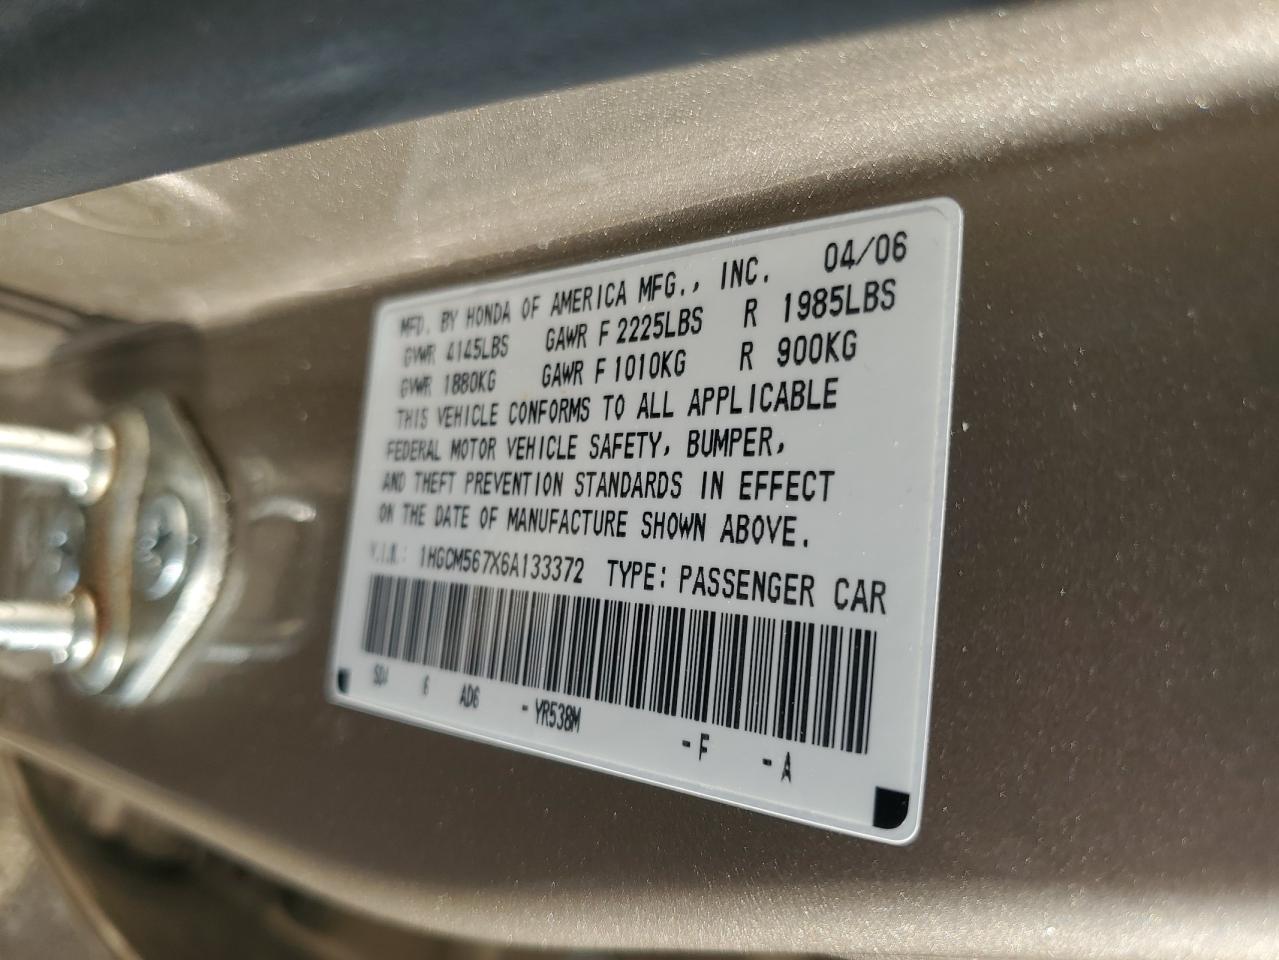 MFD. BY HONDA OF AMERICA MFG., INC. 04/06
GVWR 4145LBS GAWR F 2225LBS R 1985LBS
GVWR 1880KG GAWR F 1010KG R 900KG
THIS VEHICLE CONFORMS TO ALL APPLICABLE
FEDERAL MOTOR VEHICLE SAFETY, BUMPER,
AND THEFT PREVENTION STANDARDS IN EFFECT
ON THE DATE OF MANUFACTURE SHOWN ABOVE.
V.I.N.: 1HGCM567X6A133372 TYPE: PASSENGER CAR
SDA 6 AD6 - YR538M - F - A